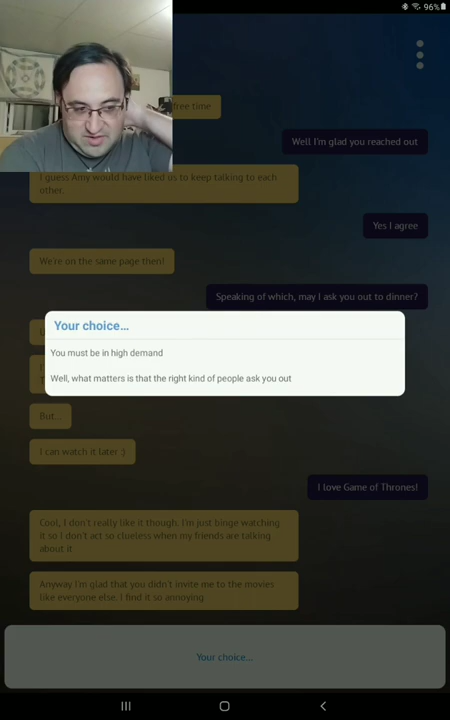 96%
free time
Well I'm glad you reached out
I guess Amy would have liked us to keep talking to each
other.
Yes I agree
We're on the same page then!
Speaking of which, may I ask you out to dinner?
Your choice...
You must be in high demand
Well, what matters is that the right kind of people ask you out
But...
I can watch it later :)
I love Game of Thrones!
Cool, I don't really like it though. I'm just binge watching
it so I don't act so clueless when my friends are talking
about it
Anyway. I'm glad that you didn't invite me to the movies
like everyone else. I find it so annoying
Your choice...